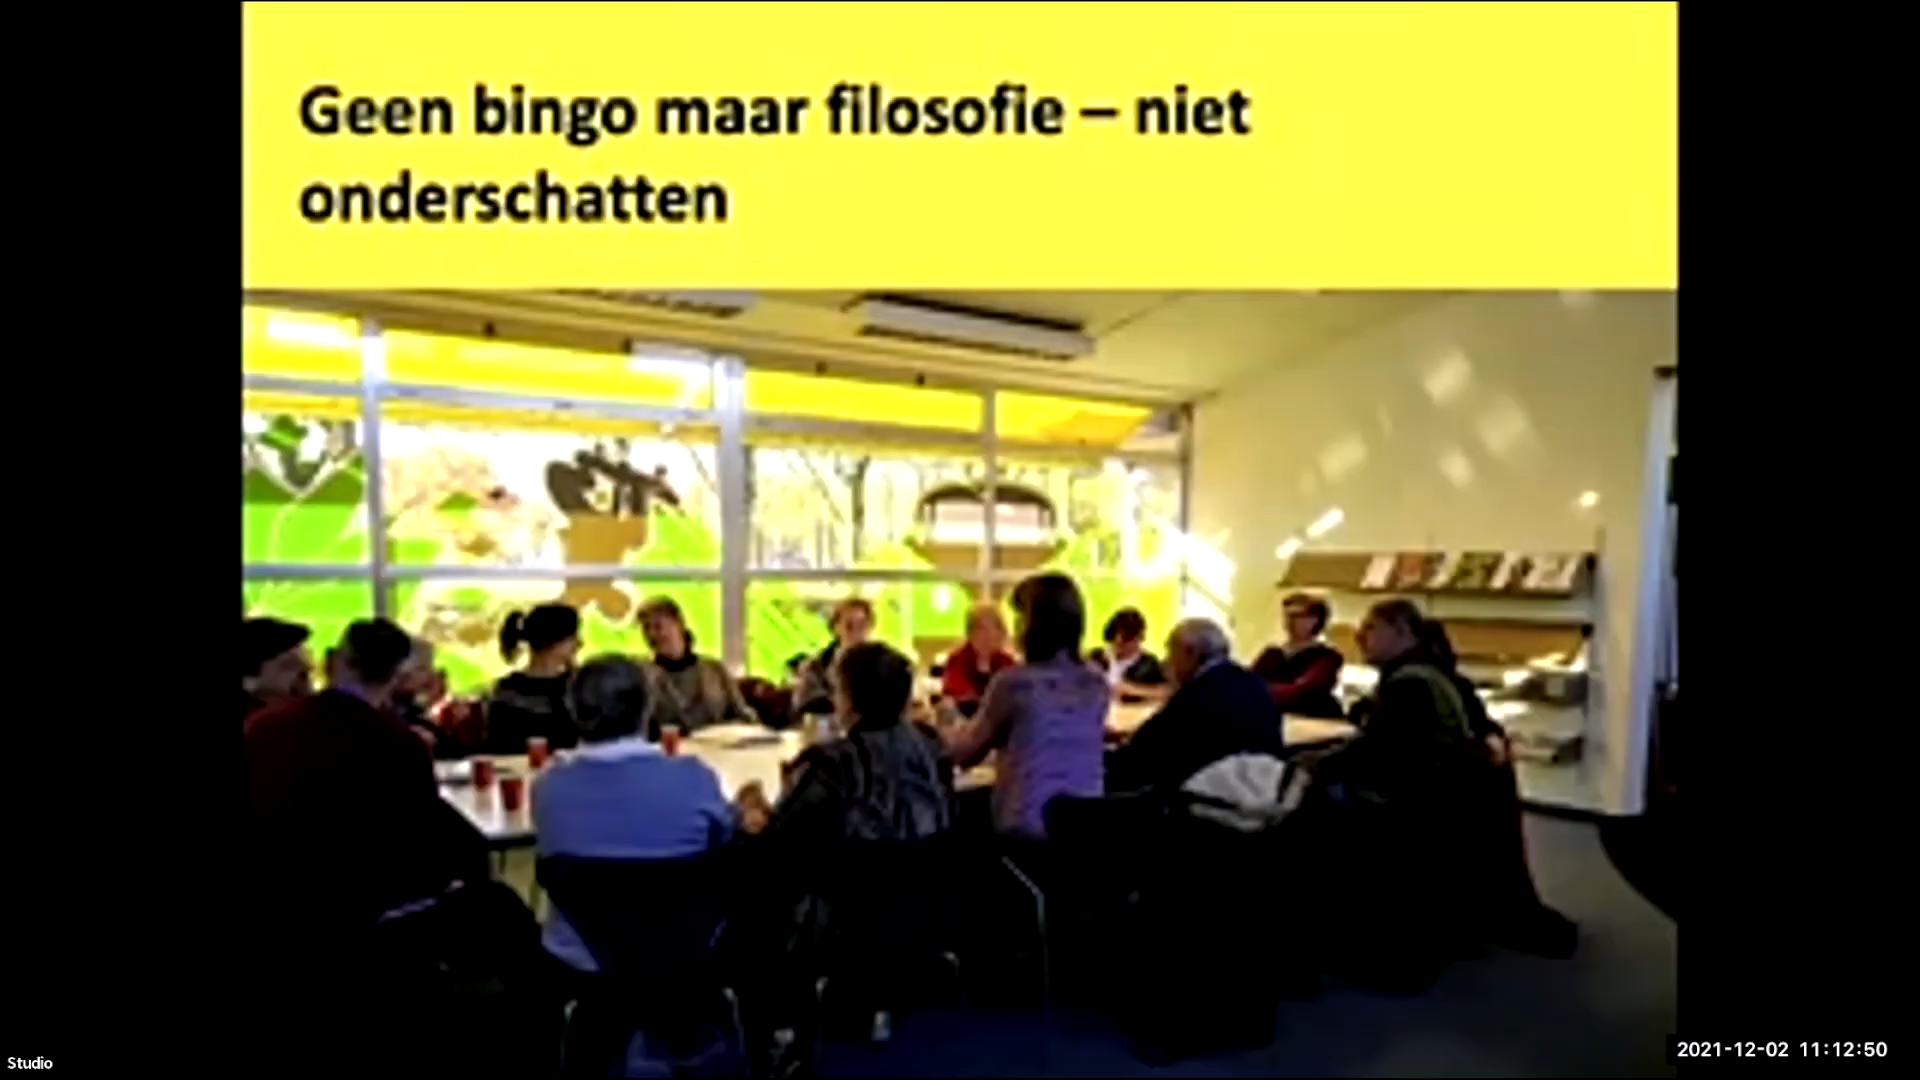 Geen bingo maar filosofie – niet
onderschatten
Studio
2021-12-02 11:12:50